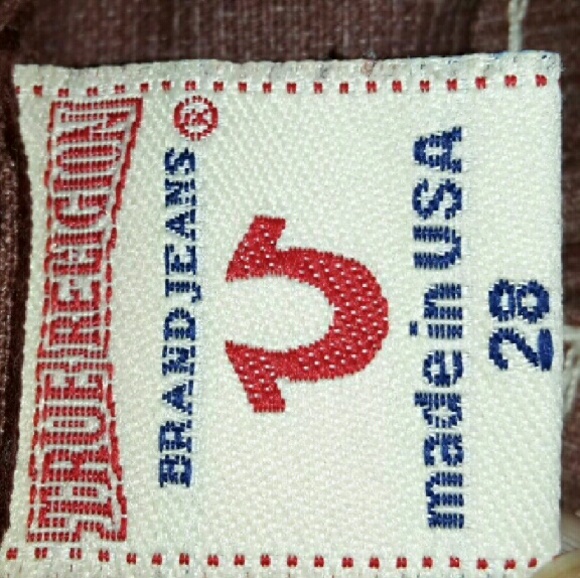 TRUE RELIGION
BRAND JEANS ®
made in USA
28